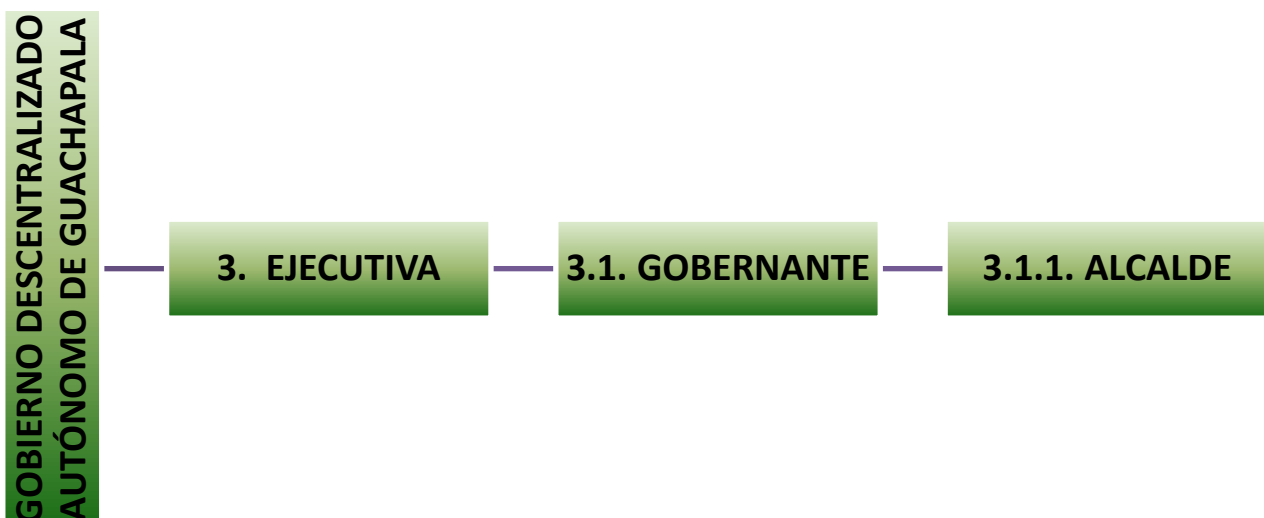 GOBIERNO DESCENTRALIZADO
AUTÓNOMO DE GUACHAPALA
3. EJECUTIVA
3.1. GOBERNANTE
3.1.1. ALCALDE